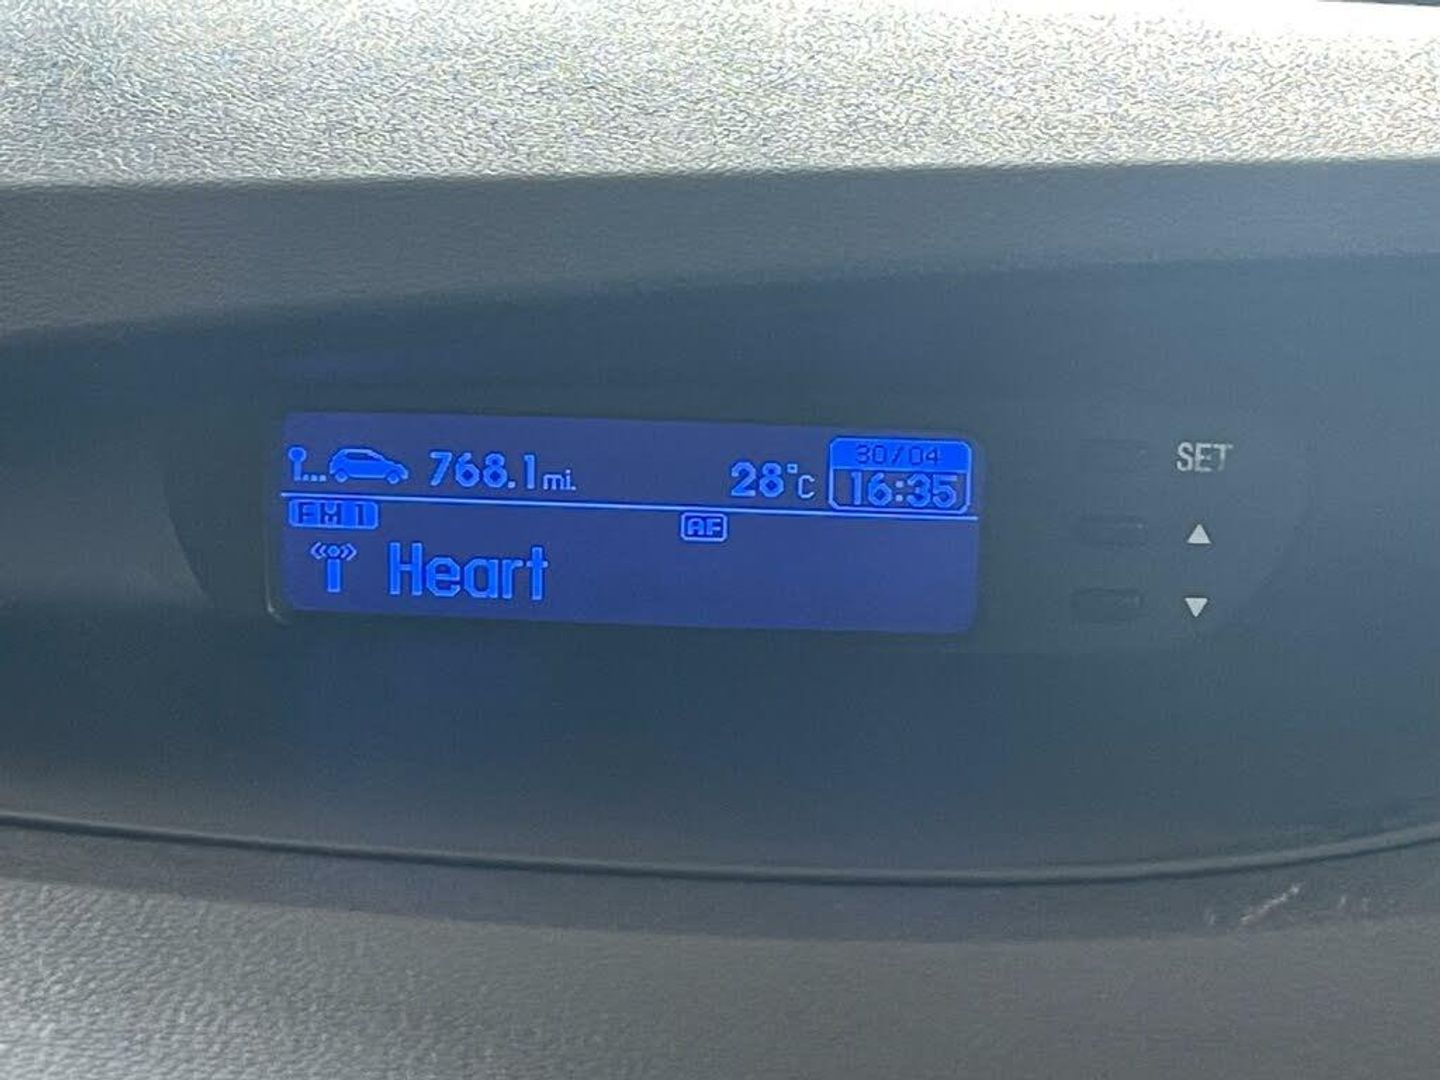 768.1mi.
28°C
30/04
16:35
FM1
AF
Heart
SET